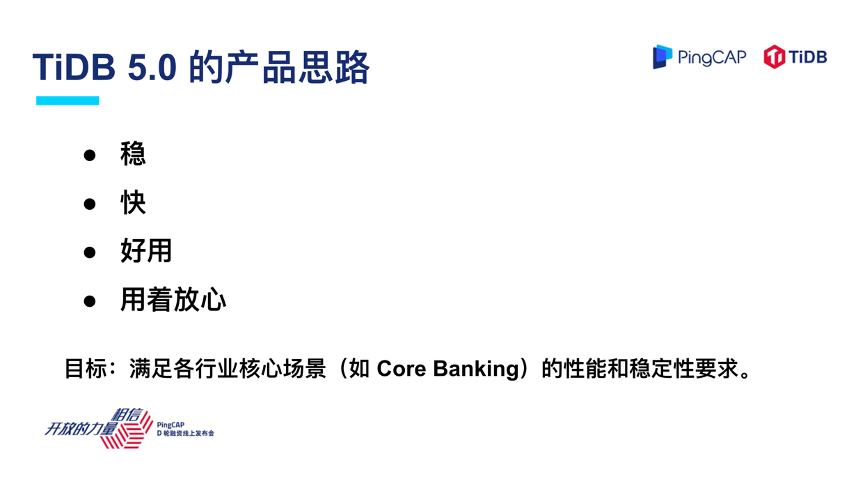 TiDB 5.0 的产品思路
PingCAP TiDB
● 稳
● 快
● 好用
● 用着放心
目标：满足各行业核心场景（如 Core Banking）的性能和稳定性要求。
相信
开放的力量
PingCAP
D 轮融资线上发布会